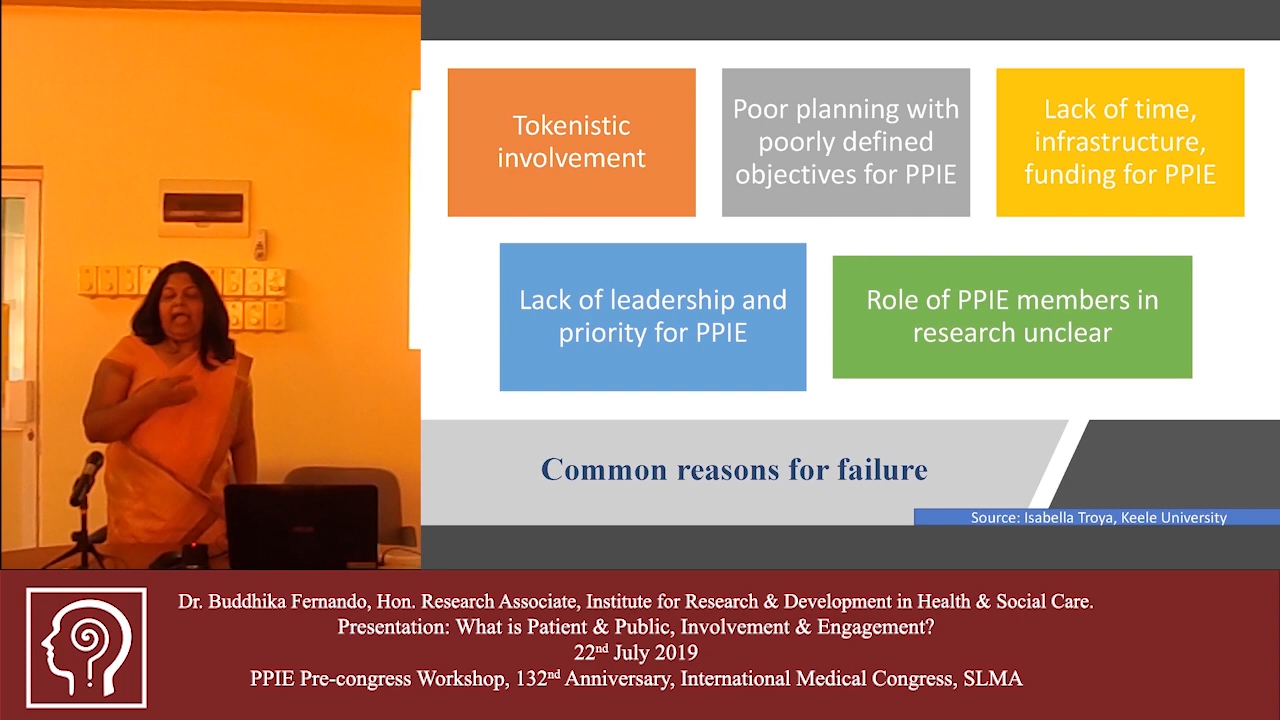 Tokenistic
involvement
Poor planning with
poorly defined
objectives for PPIE
Lack of time,
infrastructure,
funding for PPIE
Lack of leadership and
priority for PPIE
Role of PPIE members in
research unclear
Common reasons for failure
Source: Isabella Troya, Keele University
Dr. Buddhika Fernando, Hon. Research Associate, Institute for Research & Development in Health & Social Care.
Presentation: What is Patient & Public, Involvement & Engagement?
22nd July 2019
PPIE Pre-congress Workshop, 132nd Anniversary, International Medical Congress, SLMA